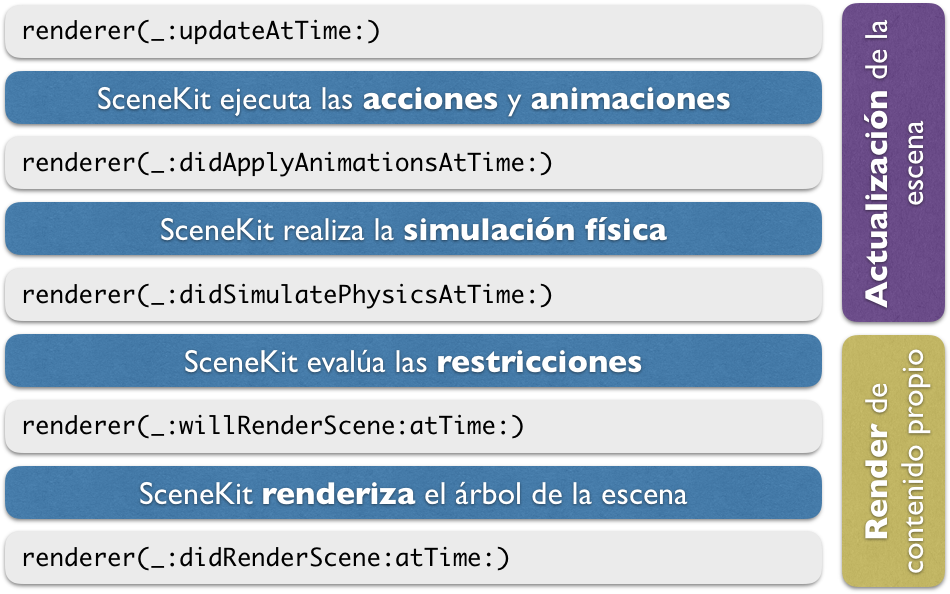 renderer(_:updateAtTime:)
SceneKit ejecuta las acciones y animaciones
renderer(_:didApplyAnimationsAtTime:)
SceneKit realiza la simulación física
renderer(_:didSimulatePhysicsAtTime:)
SceneKit evalúa las restricciones
renderer(_:willRenderScene:atTime:)
SceneKit renderiza el árbol de la escena
renderer(_:didRenderScene:atTime:)
Actualización de la
escena
Render de
contenido propio